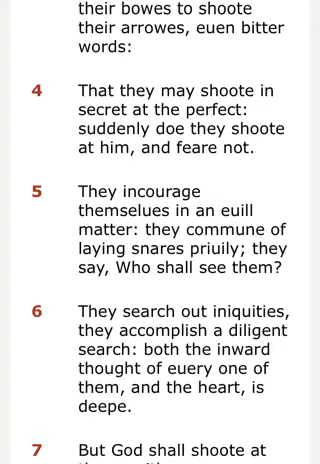 their bowes to shoote
their arrowes, euen bitter
words:
4 That they may shoote in
secret at the perfect:
suddenly doe they shoote
at him, and feare not.
5 They incourage
themselues in an euill
matter: they commune of
laying snares priuily; they
say, Who shall see them?
6 They search out iniquities,
they accomplish a diligent
search: both the inward
thought of euery one of
them, and the heart, is
deepe.
7 But God shall shoote at